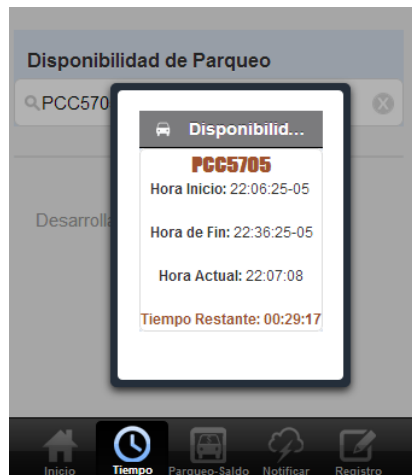 Disponibilidad de Parqueo
PCC570
Disponibilid...
PCC5705
Hora Inicio: 22:06:25-05
Hora de Fin: 22:36:25-05
Desarrolla
Hora Actual: 22:07:08
Tiempo Restante: 00:29:17
Inicio Tiempo Parqueo-Saldo Notificar Registro